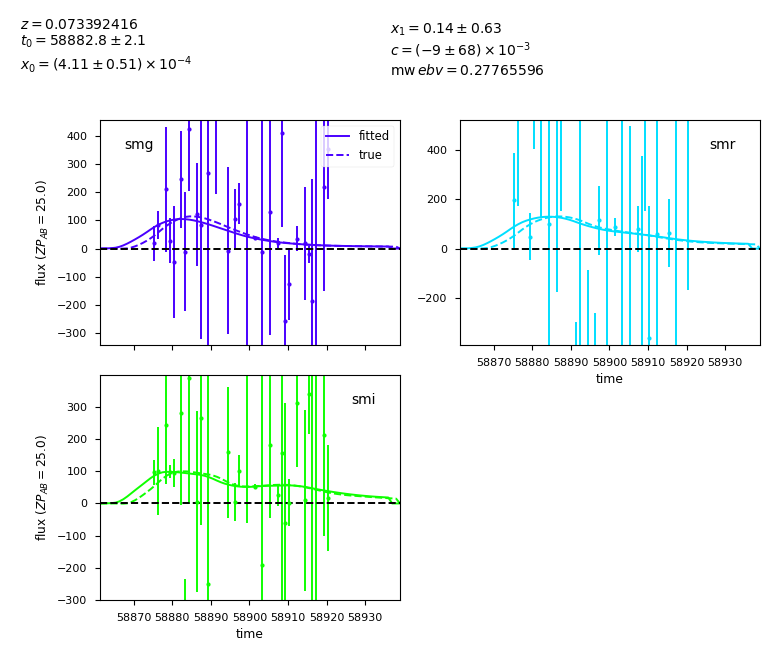 z = 0.073392416
t₀ = 58882.8 ± 2.1
x₀ = (4.11 ± 0.51) × 10⁻⁴
x₁ = 0.14 ± 0.63
c = (−9 ± 68) × 10⁻³
mw ebv = 0.27765596
smg
fitted
true
400
300
200
100
0
−100
−200
−300
flux (ZP_AB = 25.0)
smr
400
200
0
−200
58870 58880 58890 58900 58910 58920 58930
time
smi
300
200
100
0
−100
−200
−300
flux (ZP_AB = 25.0)
58870 58880 58890 58900 58910 58920 58930
time